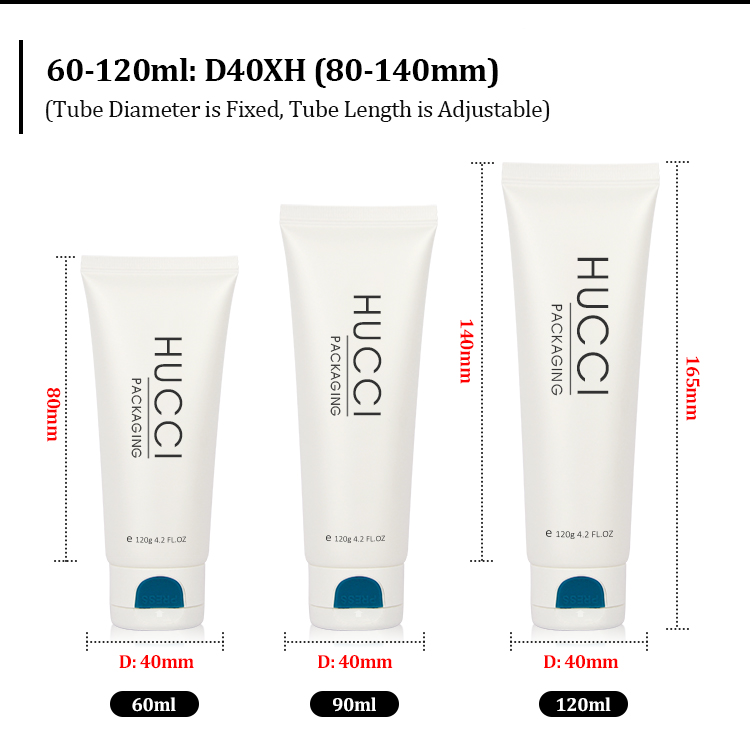 60-120ml: D40XH (80-140mm)
(Tube Diameter is Fixed, Tube Length is Adjustable)
80mm
HUCCI
PACKAGING
e 120g 4.2 FL.OZ
D: 40mm
60ml
HUCCI
PACKAGING
e 120g 4.2 FL.OZ
D: 40mm
90ml
140mm
HUCCI
PACKAGING
e 120g 4.2 FL.OZ
165mm
D: 40mm
120ml